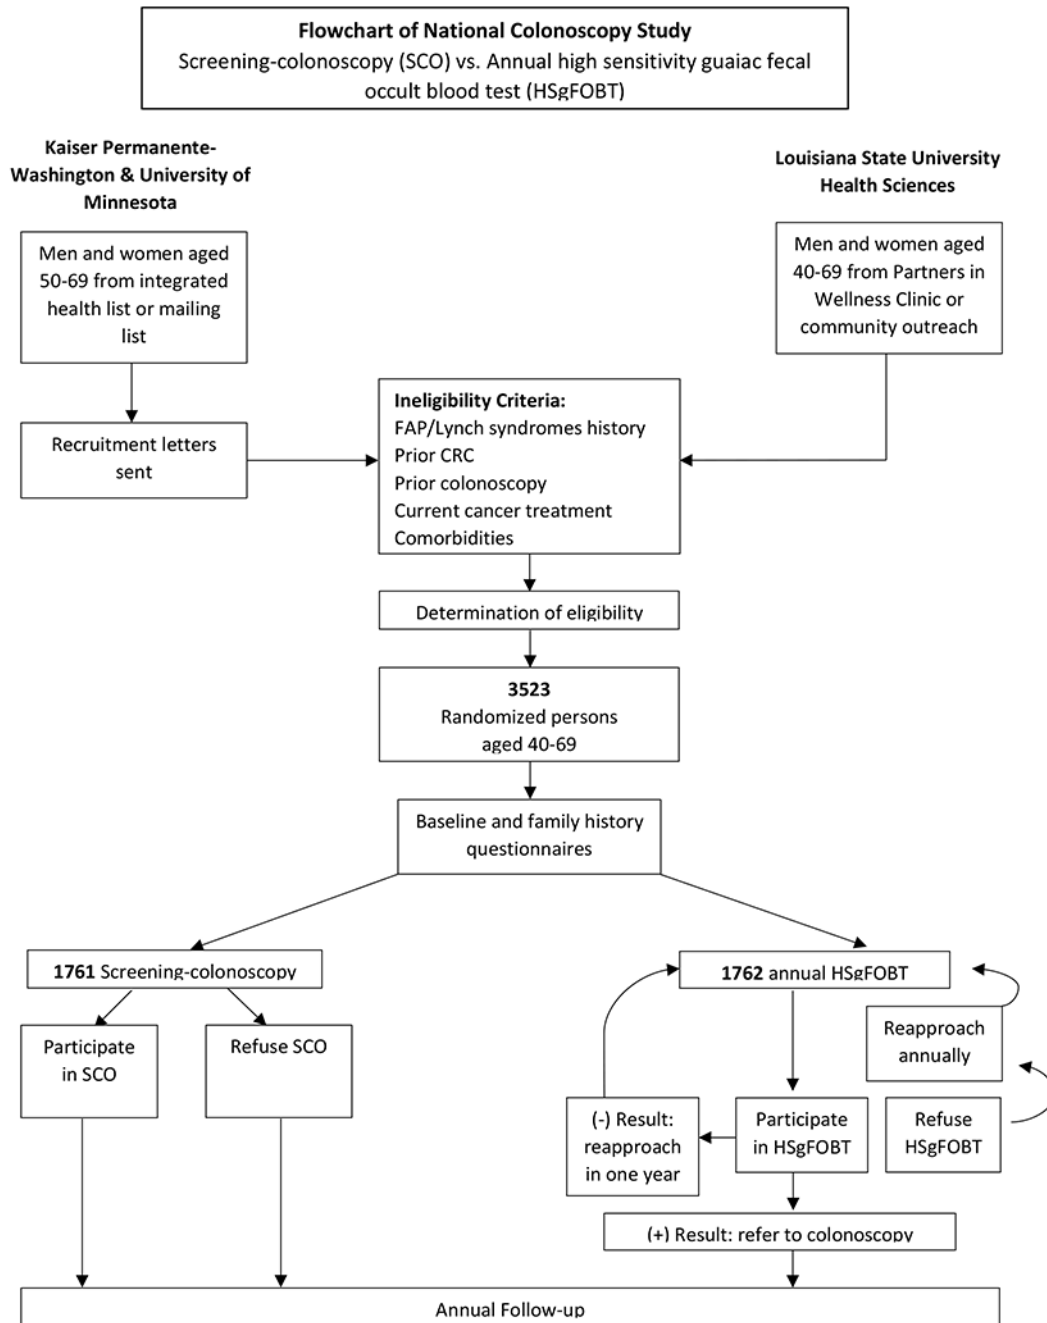 Flowchart of National Colonoscopy Study
Screening-colonoscopy (SCO) vs. Annual high sensitivity guaiac fecal
occult blood test (HSgFOBT)
Kaiser Permanente-
Washington & University of
Minnesota
Louisiana State University
Health Sciences
Men and women aged
50-69 from integrated
health list or mailing
list
Men and women aged
40-69 from Partners in
Wellness Clinic or
community outreach
Recruitment letters
sent
Ineligibility Criteria:
FAP/Lynch syndromes history
Prior CRC
Prior colonoscopy
Current cancer treatment
Comorbidities
Determination of eligibility
3523
Randomized persons
aged 40-69
Baseline and family history
questionnaires
1761 Screening-colonoscopy
1762 annual HSgFOBT
Participate
in SCO
Refuse SCO
Reapproach
annually
(-) Result:
reapproach
in one year
Participate
in HSgFOBT
Refuse
HSgFOBT
(+) Result: refer to colonoscopy
Annual Follow-up